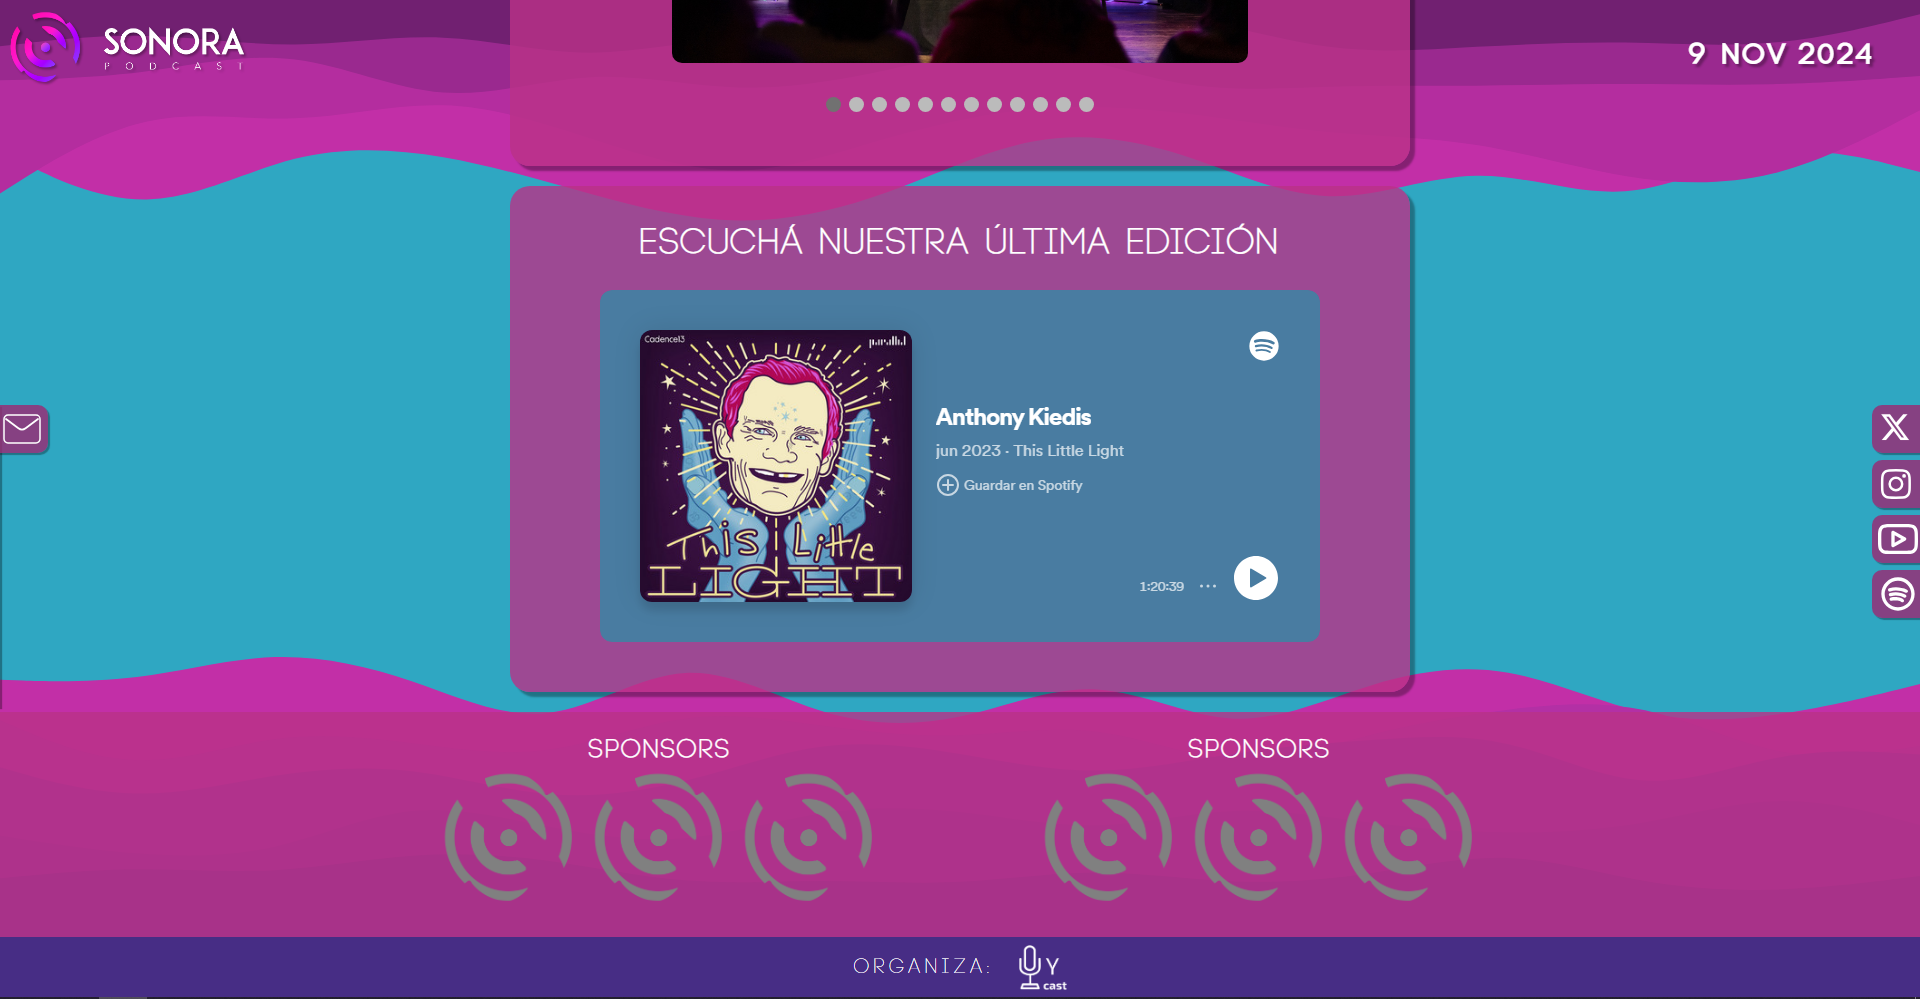 SONORA
PODCAST
9 NOV 2024
ESCUCHÁ NUESTRA ÚLTIMA EDICIÓN
Cadence13
This Little
LIGHT
Anthony Kiedis
jun 2023 · This Little Light
Guardar en Spotify
1:20:39
SPONSORS
SPONSORS
ORGANIZA:
UY
cast